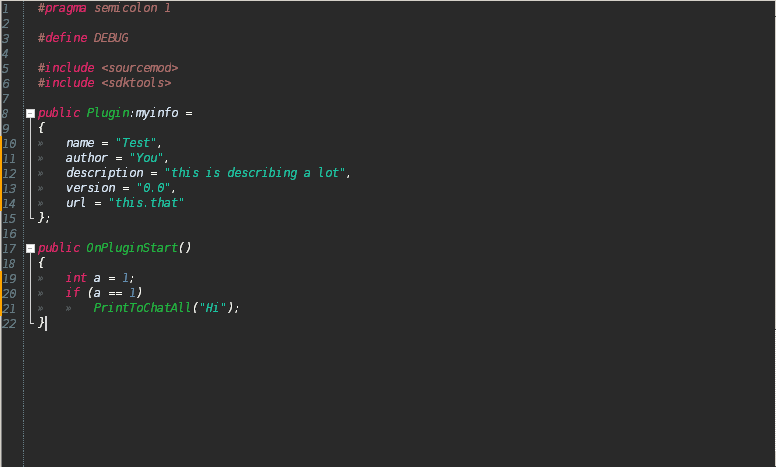 1 #pragma semicolon 1
2
3 #define DEBUG
4
5 #include <sourcemod>
6 #include <sdktools>
7
8 public Plugin:myinfo =
9 {
10 » name = "Test",
11 » author = "You",
12 » description = "this is describing a lot",
13 » version = "0.0",
14 » url = "this.that"
15 };
16
17 public OnPluginStart()
18 {
19 » int a = 1;
20 » if (a == 1)
21 » » PrintToChatAll("Hi");
22 }